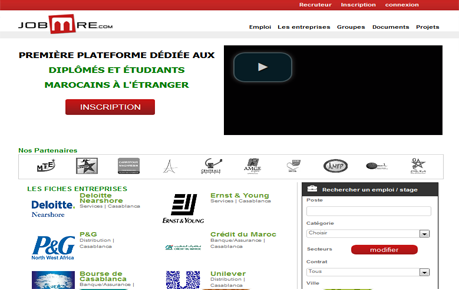 Recruteur Inscription connexion
JOBMRE.COM
Emploi Les entreprises Groupes Documents Projets
PREMIÈRE PLATEFORME DÉDIÉE AUX
DIPLÔMÉS ET ÉTUDIANTS
MAROCAINS À L'ÉTRANGER
INSCRIPTION
Nos Partenaires
MTE
LES FICHES ENTREPRISES
Deloitte Nearshore
Services | Casablanca
Deloitte.
Nearshore
Ernst & Young
Services | Casablanca
ERNST & YOUNG
P&G
Distribution | Casablanca
P&G
North West Africa
Crédit du Maroc
Banque/Assurance | Casablanca
Bourse de Casablanca
Banque/Assurance |
Unilever
Distribution | Casablanca
Unilever
Rechercher un emploi / stage
Poste
Catégorie
Choisir
Secteurs modifier
Contrat
Tous
Ville